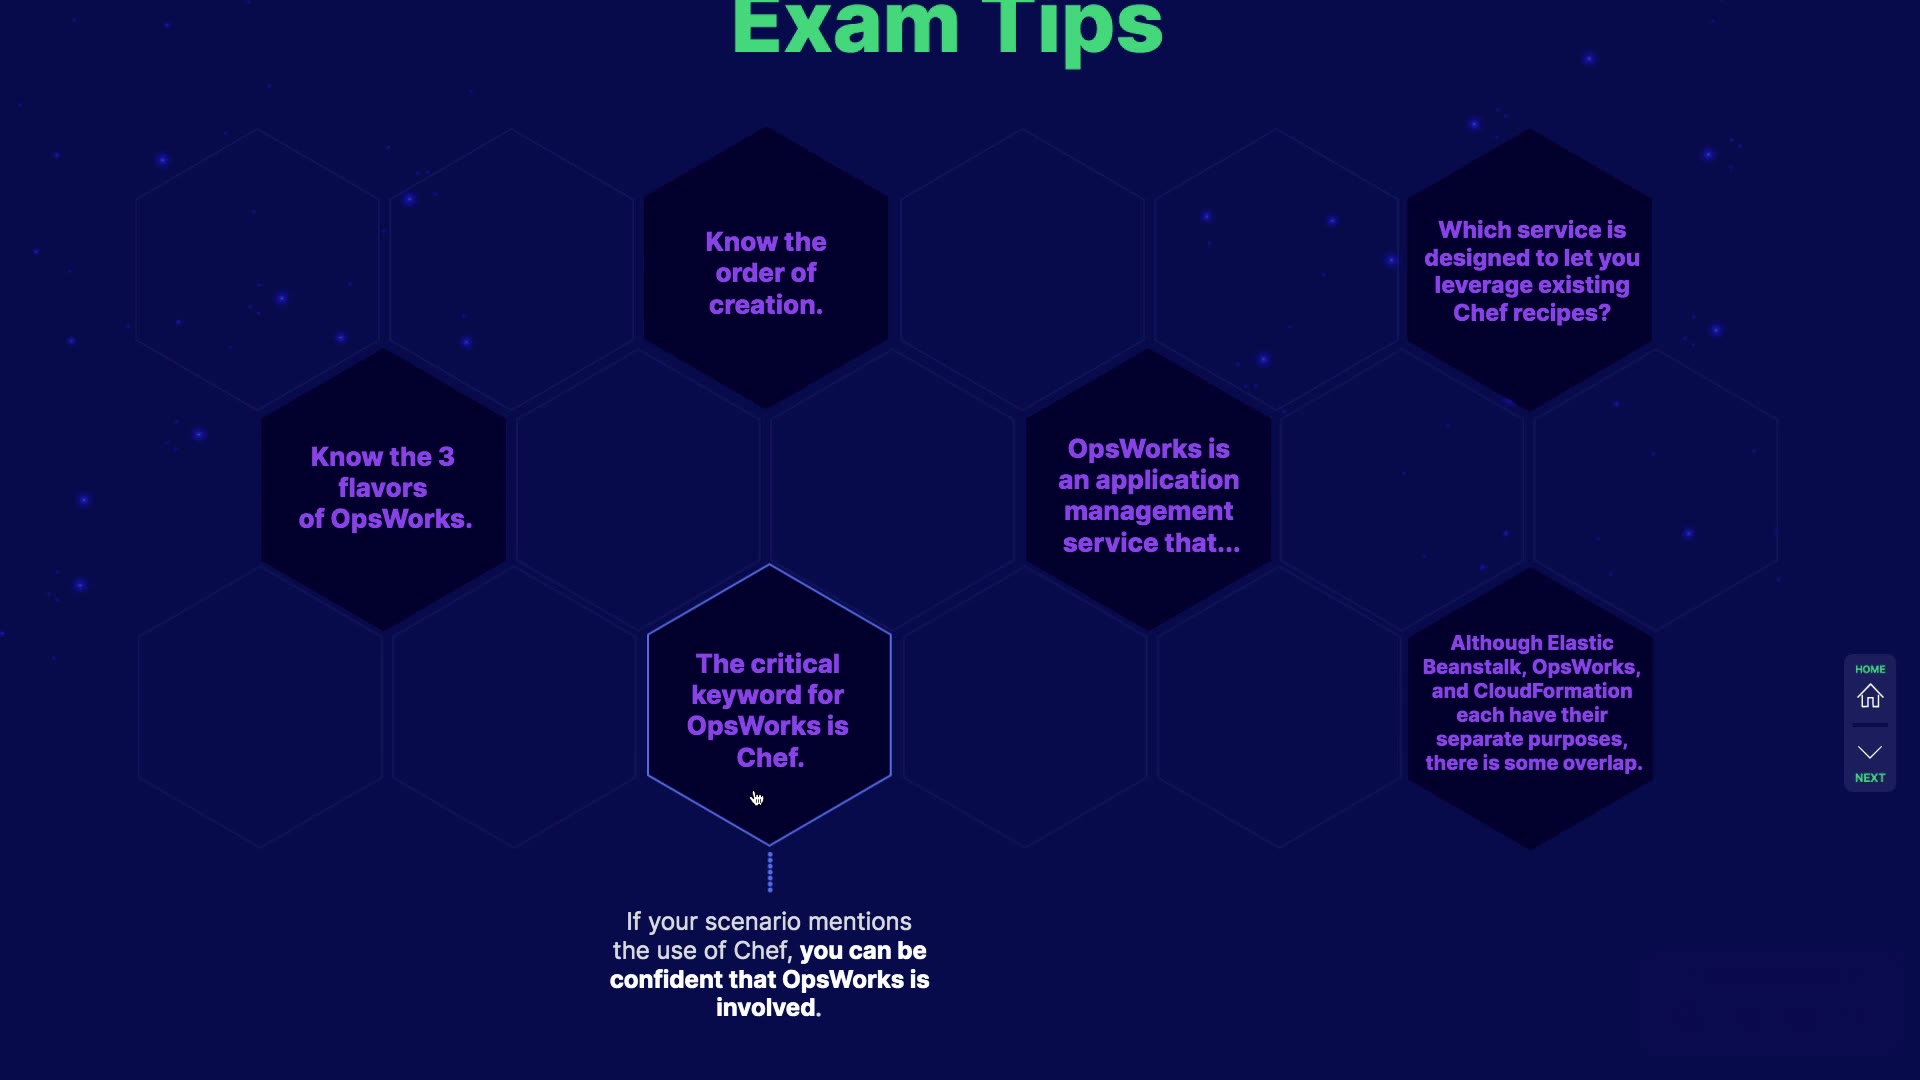 Exam Tips
Know the
order of
creation.
Which service is
designed to let you
leverage existing
Chef recipes?
Know the 3
flavors
of OpsWorks.
OpsWorks is
an application
management
service that...
The critical
keyword for
OpsWorks is
Chef.
Although Elastic
Beanstalk, OpsWorks,
and CloudFormation
each have their
separate purposes,
there is some overlap.
HOME
NEXT
If your scenario mentions
the use of Chef, you can be
confident that OpsWorks is
involved.